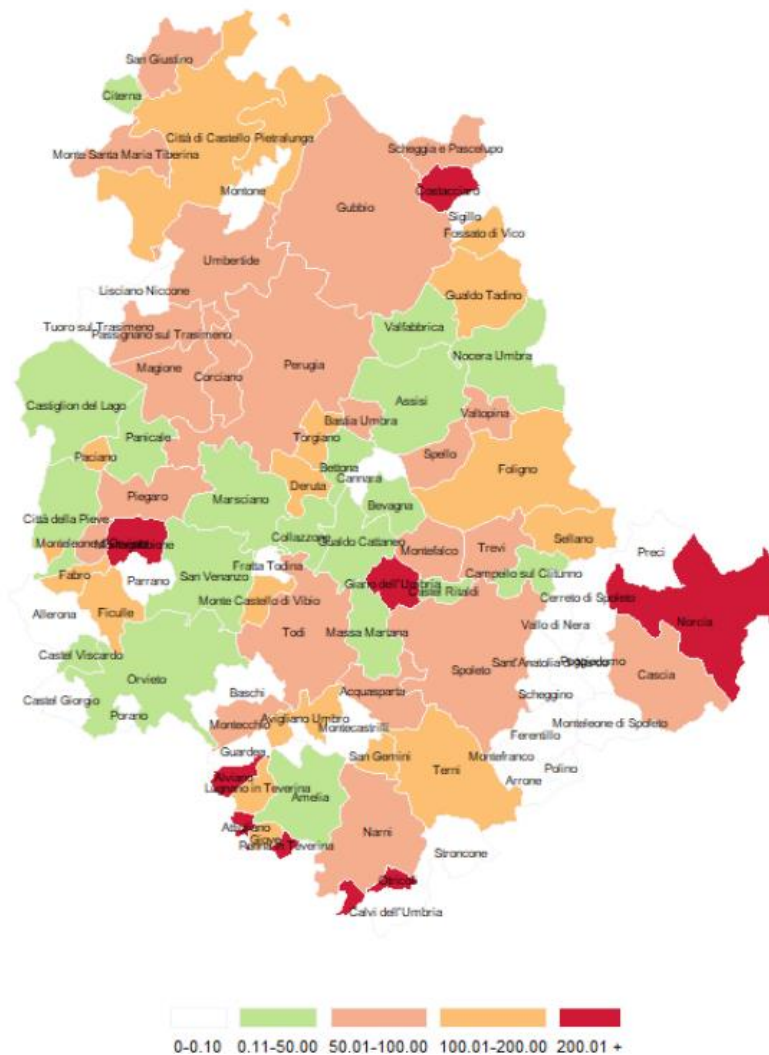 San Giustino
Citerna
Città di Castello
Pietralunga
Monte Santa Maria Tiberina
Scheggia e Pascelupo
Costacciaro
Montone
Gubbio
Sigillo
Fossato di Vico
Umbertide
Lisciano Niccone
Gualdo Tadino
Tuoro sul Trasimeno
Passignano sul Trasimeno
Valfabbrica
Nocera Umbra
Magione
Corciano
Perugia
Castiglion del Lago
Assisi
Valtopina
Panicale
Bastia Umbra
Torgiano
Paciano
Bettona
Spello
Foligno
Cannara
Piegaro
Marsciano
Deruta
Bevagna
Città della Pieve
Collazzone
Gualdo Cattaneo
Sellano
Montefalco
Trevi
Preci
Fabro
Parrano
San Venanzo
Fratta Todina
Giano dell'Umbria
Castel Ritaldi
Campello sul Clitunno
Cerreto di Spoleto
Norcia
Allerona
Ficulle
Monte Castello di Vibio
Vallo di Nera
Todi
Massa Martana
Castel Viscardo
Orvieto
Spoleto
Cascia
Castel Giorgio
Porano
Baschi
Acquasparta
Scheggino
Montecchio
Avigliano Umbro
Montecastrilli
Monteleone di Spoleto
Ferentillo
Guardea
San Gemini
Montefranco
Terni
Polino
Arrone
Alviano
Lugnano in Teverina
Amelia
Attigliano
Giove
Narni
Stroncone
Otricoli
Calvi dell'Umbria
0-0.10 0.11-50.00 50.01-100.00 100.01-200.00 200.01 +